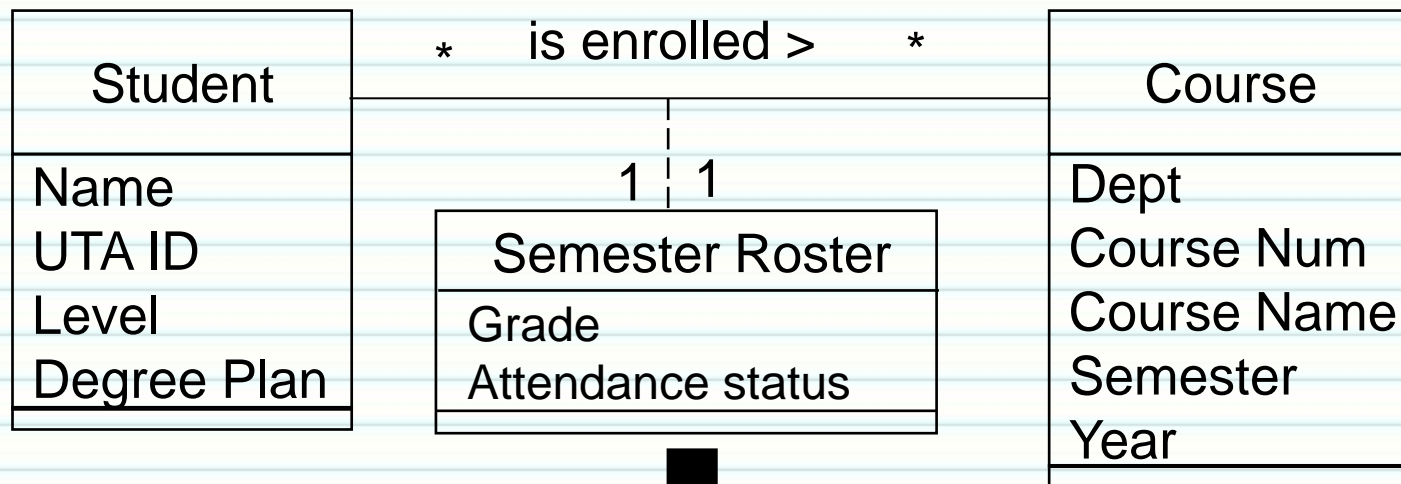 * is enrolled > *
Student
Course
Name
UTA ID
Level
Degree Plan
1 1
Semester Roster
Grade
Attendance status
Dept
Course Num
Course Name
Semester
Year